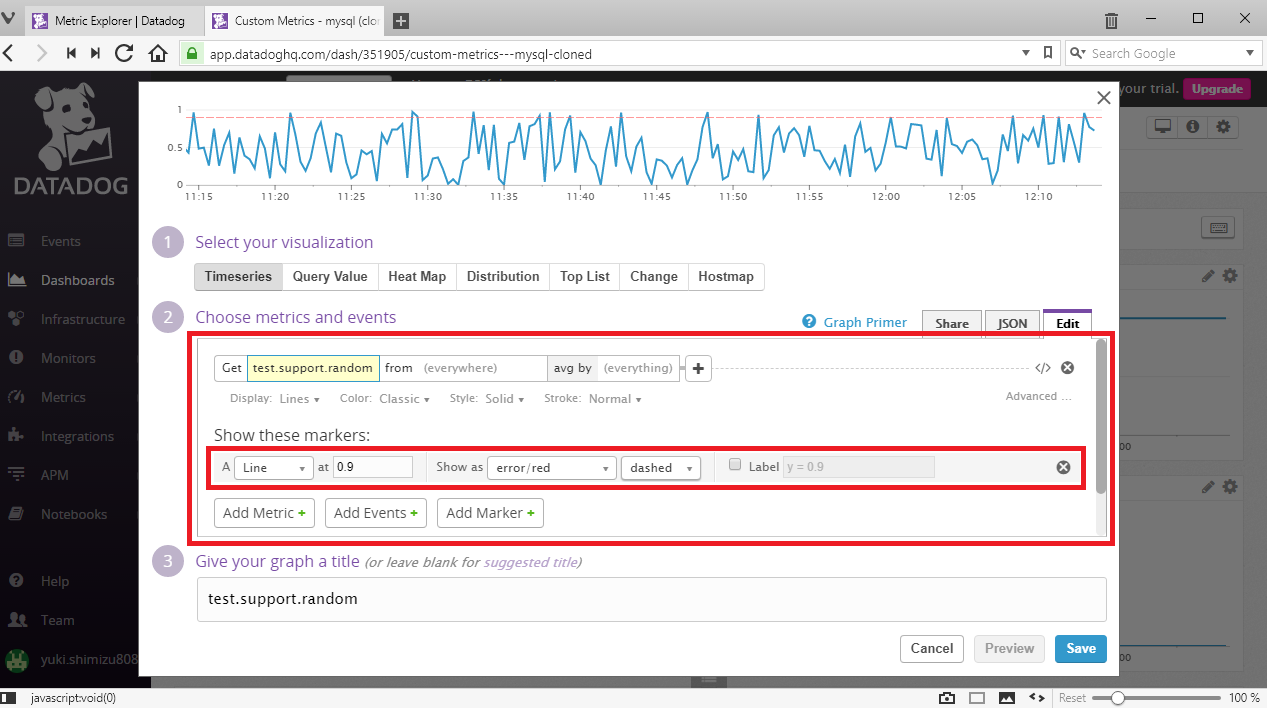 Metric Explorer | Datadog
Custom Metrics - mysql (clor
app.datadoghq.com/dash/351905/custom-metrics---mysql-cloned
Search Google
your trial. Upgrade
DATADOG
Events
Dashboards
Infrastructure
Monitors
Metrics
Integrations
APM
Notebooks
Help
Team
yuki.shimizu808
1
0.5
0
11:15 11:20 11:25 11:30 11:35 11:40 11:45 11:50 11:55 12:00 12:05 12:10
1 Select your visualization
Timeseries Query Value Heat Map Distribution Top List Change Hostmap
2 Choose metrics and events
? Graph Primer Share JSON Edit
Get test.support.random from (everywhere) avg by (everything) +
Display: Lines Color: Classic Style: Solid Stroke: Normal Advanced ...
Show these markers:
A Line at 0.9 Show as error/red dashed Label y = 0.9
Add Metric + Add Events + Add Marker +
3 Give your graph a title (or leave blank for suggested title)
test.support.random
Cancel Preview Save
00
00
javascript:void(0)
Reset 100 %